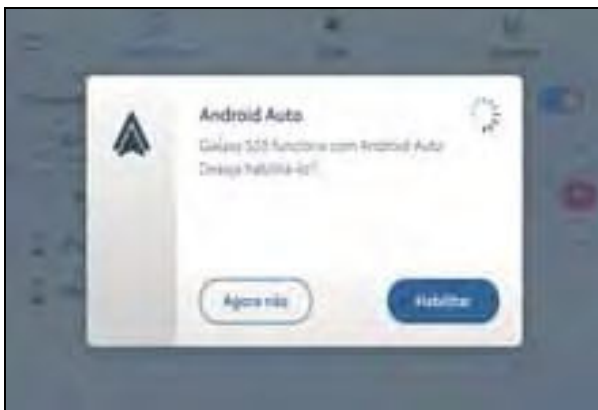 Android Auto
Galaxy S23 funciona com Android Auto
Deseja habilitá-lo?
Agora não
Habilitar